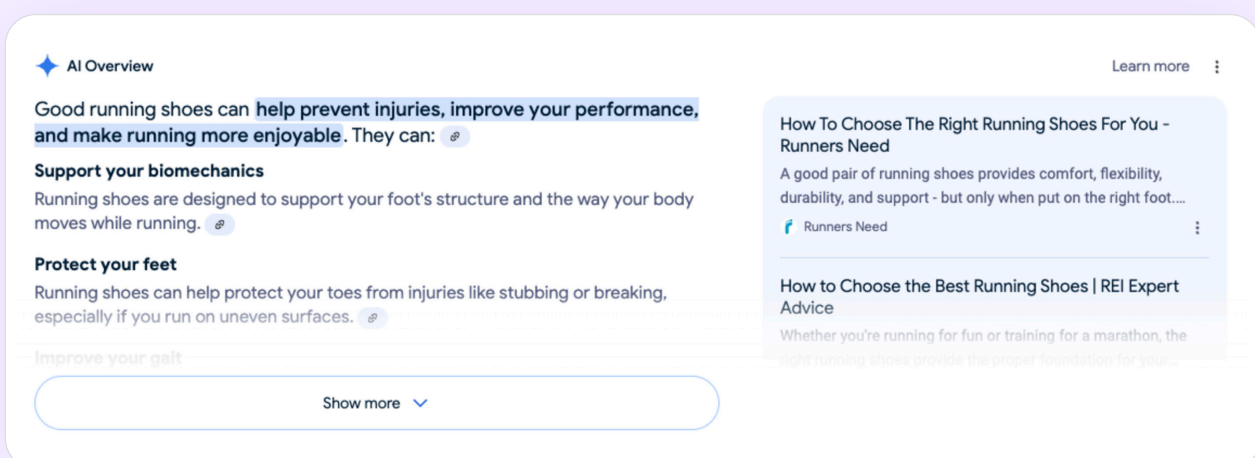 AI Overview
Learn more
Good running shoes can help prevent injuries, improve your performance,
and make running more enjoyable. They can:
Support your biomechanics
Running shoes are designed to support your foot's structure and the way your body
moves while running.
Protect your feet
Running shoes can help protect your toes from injuries like stubbing or breaking,
especially if you run on uneven surfaces.
Improve your gait
Show more
How To Choose The Right Running Shoes For You -
Runners Need
A good pair of running shoes provides comfort, flexibility,
durability, and support - but only when put on the right foot....
Runners Need
How to Choose the Best Running Shoes | REI Expert
Advice
Whether you're running for fun or training for a marathon, the
right running shoes provide the proper foundation for your...